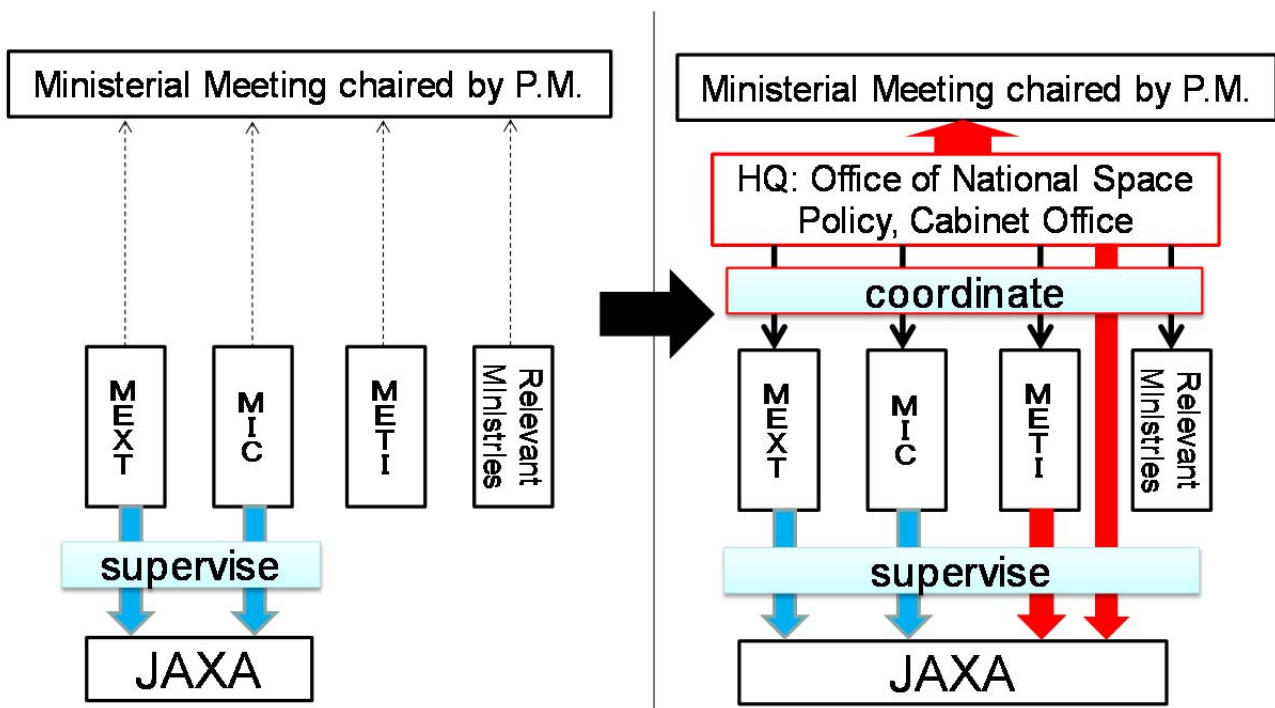 Ministerial Meeting chaired by P.M.
MEXT
MIC
METI
Relevant
Ministries
supervise
JAXA
Ministerial Meeting chaired by P.M.
HQ: Office of National Space
Policy, Cabinet Office
coordinate
MEXT
MIC
METI
Relevant
Ministries
supervise
JAXA